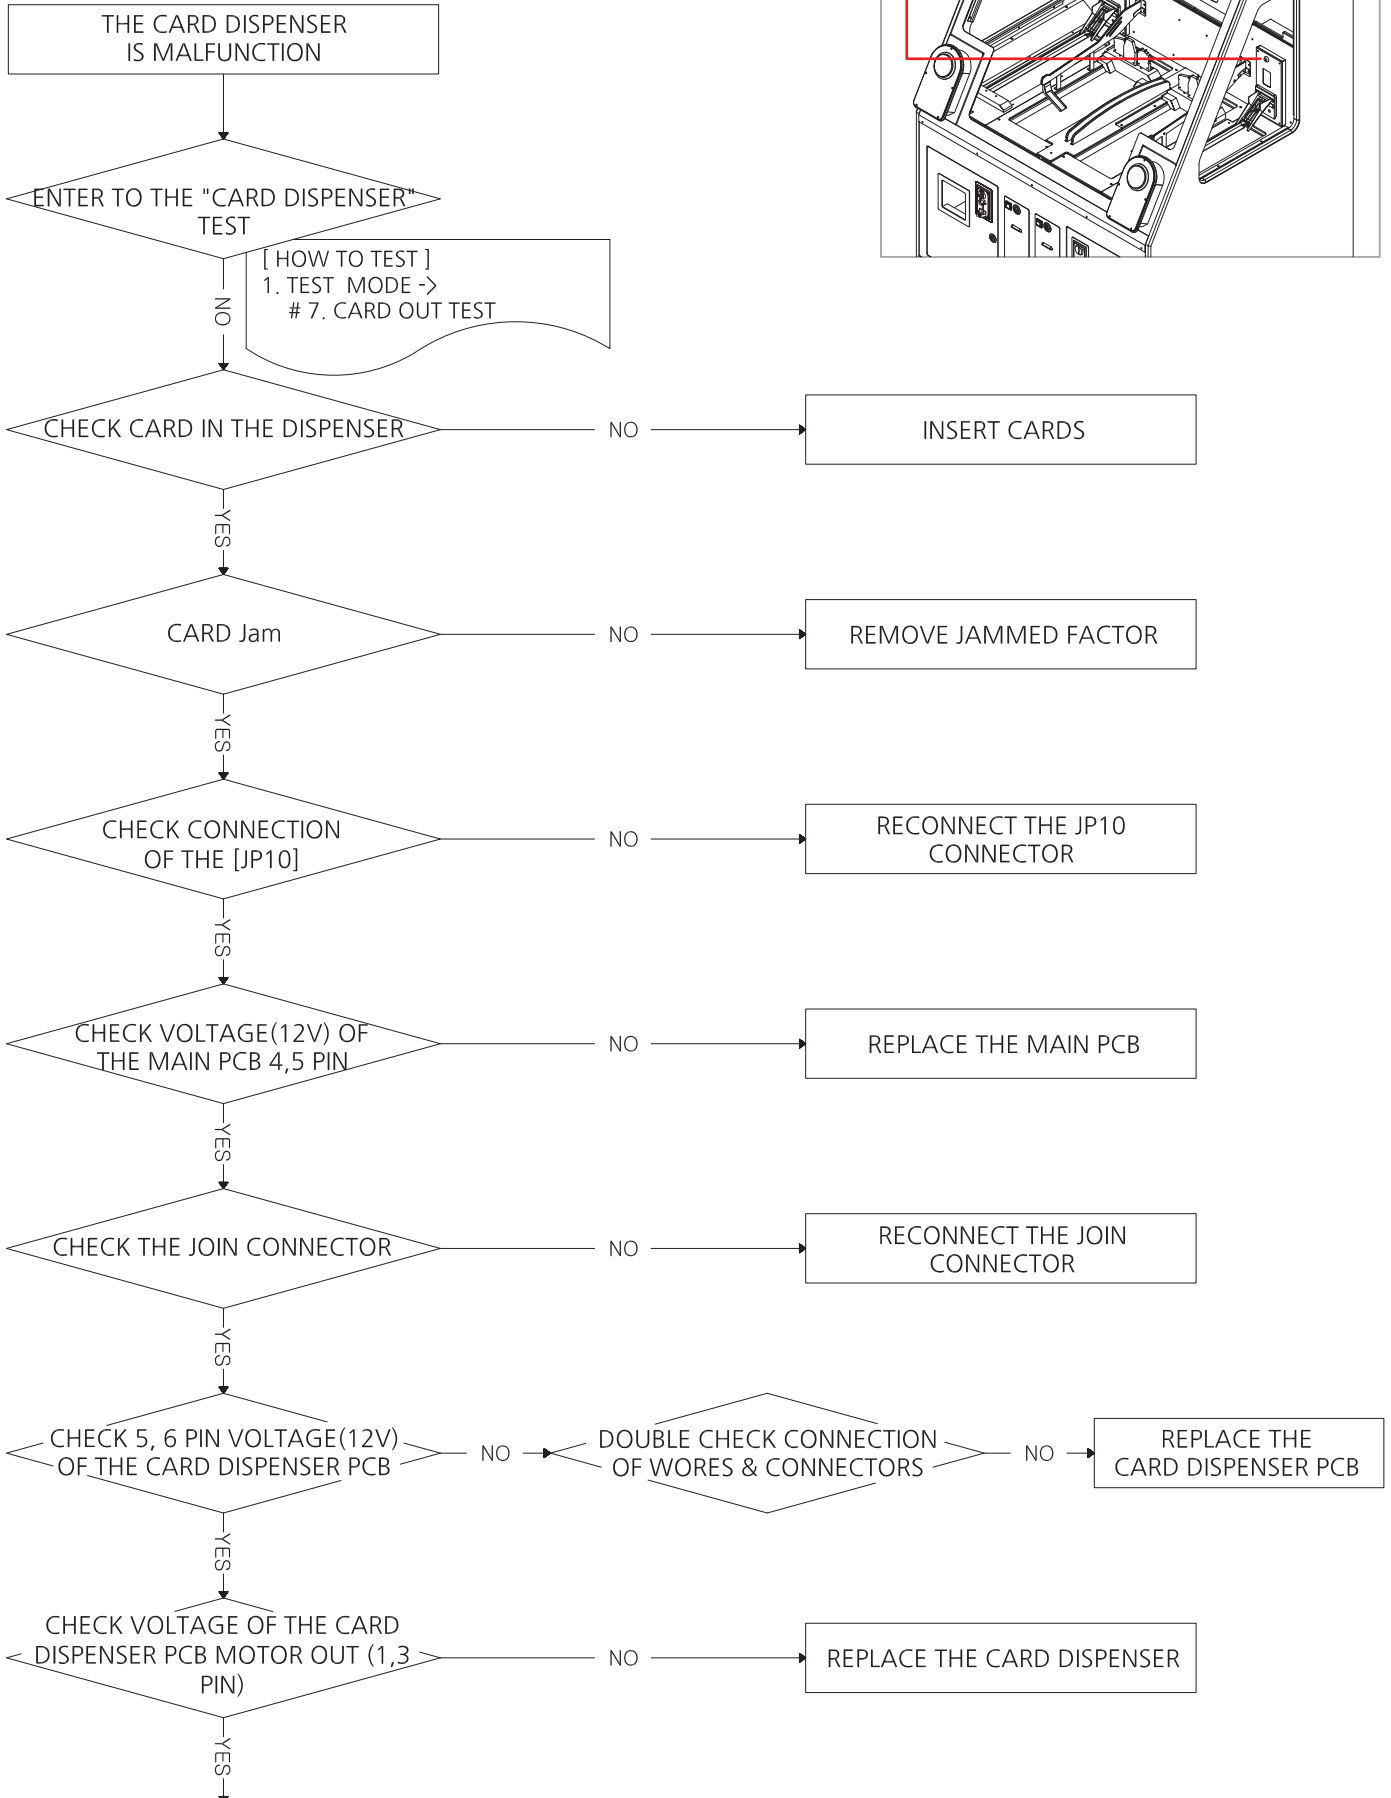 THE CARD DISPENSER
IS MALFUNCTION
ENTER TO THE "CARD DISPENSER"
TEST
[ HOW TO TEST ]
1. TEST MODE ->
# 7. CARD OUT TEST
NO
CHECK CARD IN THE DISPENSER
NO
INSERT CARDS
YES
CARD Jam
NO
REMOVE JAMMED FACTOR
YES
CHECK CONNECTION
OF THE [JP10]
NO
RECONNECT THE JP10
CONNECTOR
YES
CHECK VOLTAGE(12V) OF
THE MAIN PCB 4,5 PIN
NO
REPLACE THE MAIN PCB
YES
CHECK THE JOIN CONNECTOR
NO
RECONNECT THE JOIN
CONNECTOR
YES
CHECK 5, 6 PIN VOLTAGE(12V)
OF THE CARD DISPENSER PCB
NO
DOUBLE CHECK CONNECTION
OF WORES & CONNECTORS
NO
REPLACE THE
CARD DISPENSER PCB
YES
CHECK VOLTAGE OF THE CARD
DISPENSER PCB MOTOR OUT (1,3
PIN)
NO
REPLACE THE CARD DISPENSER
YES